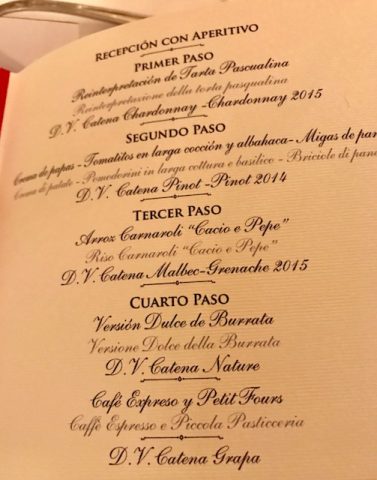 RECEPCIÓN CON APERITIVO
PRIMER PASO
Reinterpretación de Tarta Pascualina
Reinterpretazione della torta pasqualina
D.V. Catena Chardonnay -Chardonnay 2015
SEGUNDO PASO
Crema de papas - Tomatitos en larga cocción y albahaca- Migas de pan
Crema di patate - Pomodorini in larga cottura e basilico - Briciole di pane
D.V. Catena Pinot -Pinot 2014
TERCER PASO
Arroz Carnaroli "Cacio e Pepe"
Riso Carnaroli "Cacio e Pepe"
D.V. Catena Malbec-Grenache 2015
CUARTO PASO
Versión Dulce de Burrata
Versione Dolce della Burrata
D.V. Catena Nature
Café Expreso y Petit Fours
Caffè Espresso e Piccola Pasticceria
D.V. Catena Grapa